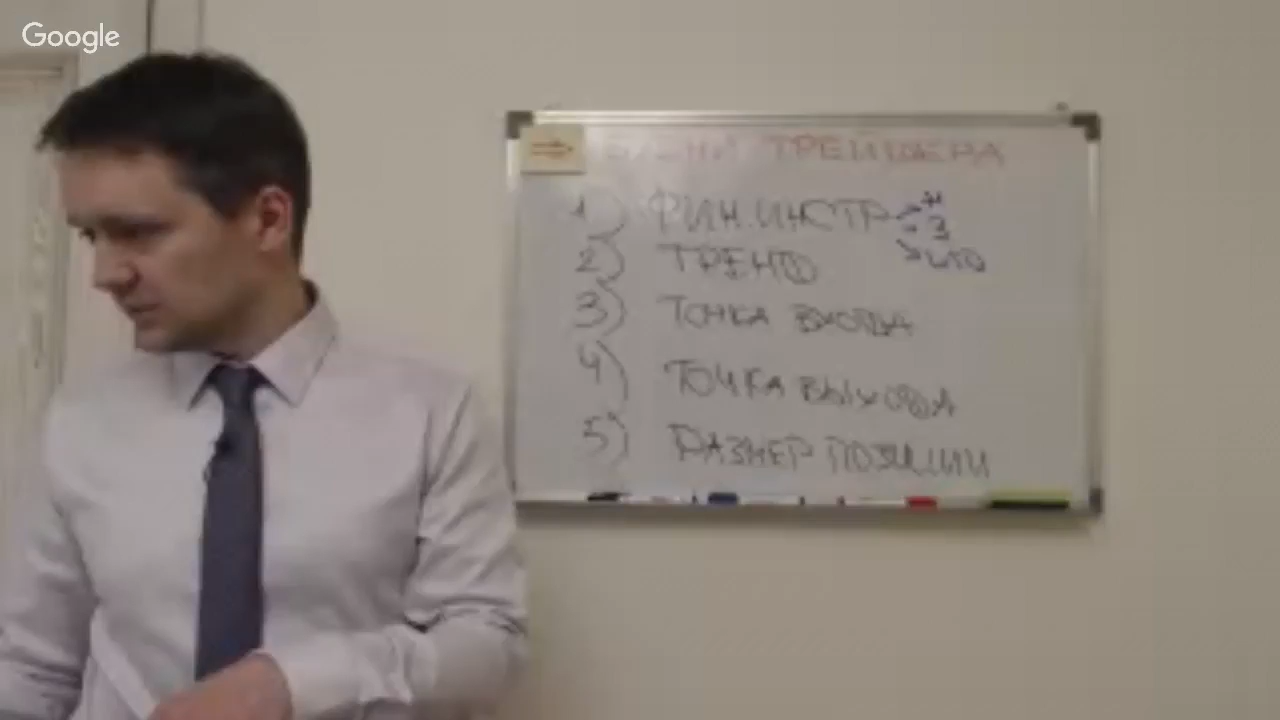 Google
ТРЕЙДЕРА
1) ФИН.ИНСТР
2) ТРЕНД
3) ТОЧКА ВХОДА
4) ТОЧКА ВЫХОДА
5) РАЗМЕР ПОЗИЦИИ